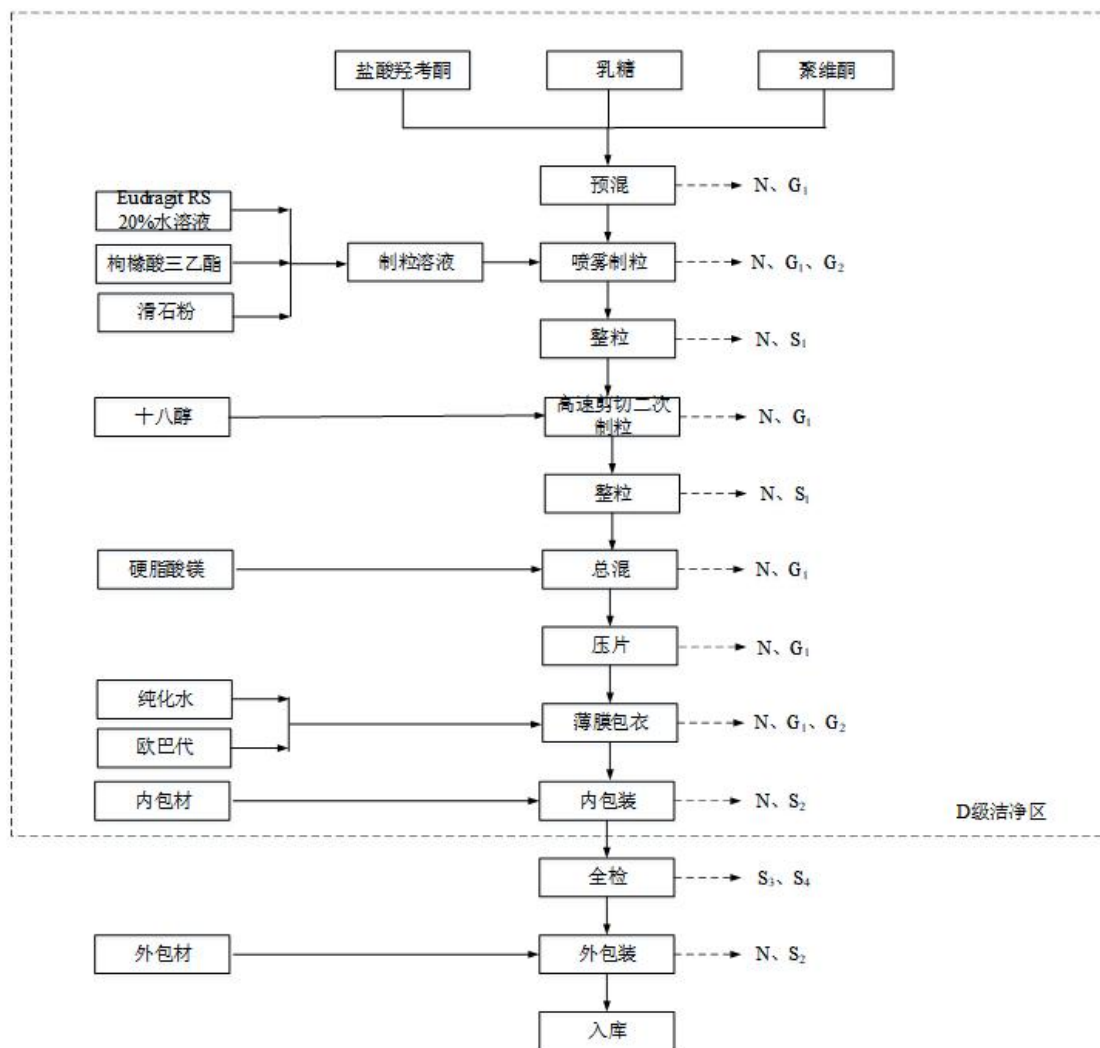 盐酸羟考酮
乳糖
聚维酮
预混
N、G₁
Eudragit RS
20%水溶液
枸橼酸三乙酯
滑石粉
制粒溶液
喷雾制粒
N、G₁、G₂
整粒
N、S₁
十八醇
高速剪切二次
制粒
N、G₁
整粒
N、S₁
硬脂酸镁
总混
N、G₁
压片
N、G₁
纯化水
欧巴代
薄膜包衣
N、G₁、G₂
内包材
内包装
N、S₂
D级洁净区
全检
S₃、S₄
外包材
外包装
N、S₂
入库